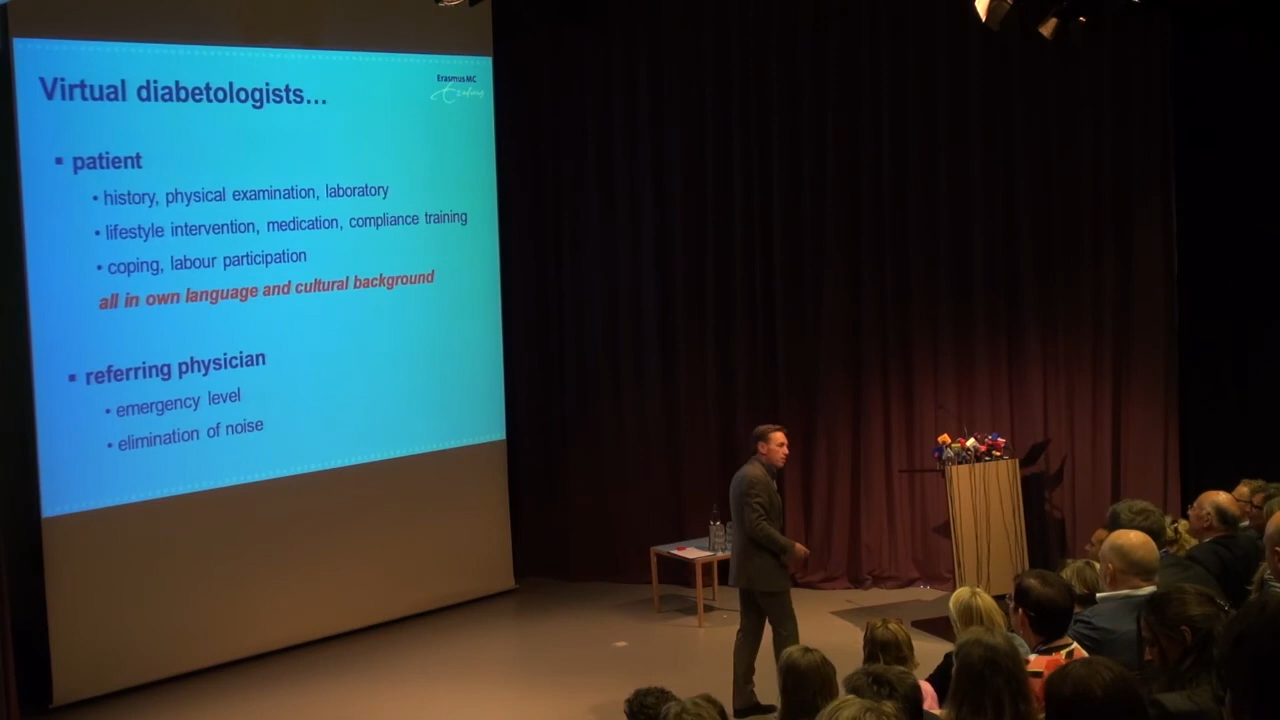 Virtual diabetologists...
Erasmus MC
Erasmus
▪ patient
• history, physical examination, laboratory
• lifestyle intervention, medication, compliance training
• coping, labour participation
all in own language and cultural background
▪ referring physician
• emergency level
• elimination of noise